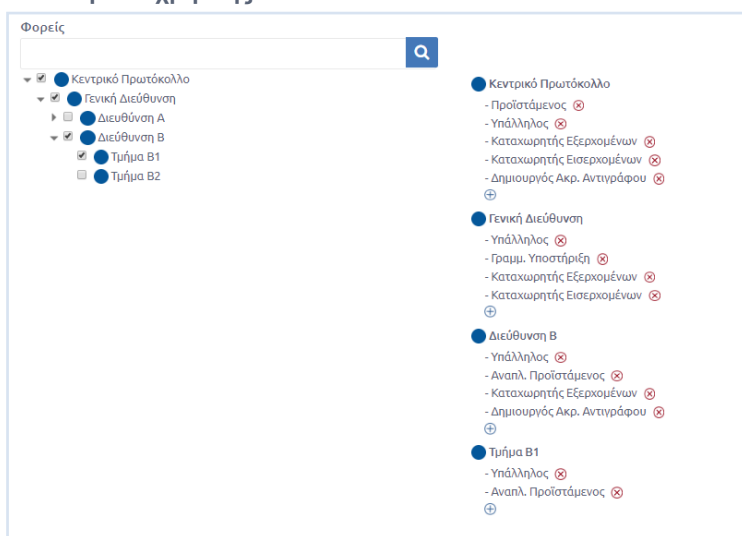 Φορείς
Κεντρικό Πρωτόκολλο
Γενική Διεύθυνση
Διευθύνση Α
Διεύθυνση Β
Τμήμα Β1
Τμήμα Β2
Κεντρικό Πρωτόκολλο
- Προϊστάμενος
- Υπάλληλος
- Καταχωρητής Εξερχομένων
- Καταχωρητής Εισερχομένων
- Δημιουργός Ακρ. Αντιγράφου
Γενική Διεύθυνση
- Υπάλληλος
- Γραμμ. Υποστήριξη
- Καταχωρητής Εξερχομένων
- Καταχωρητής Εισερχομένων
Διεύθυνση Β
- Υπάλληλος
- Αναπλ. Προϊστάμενος
- Καταχωρητής Εξερχομένων
- Δημιουργός Ακρ. Αντιγράφου
Τμήμα Β1
- Υπάλληλος
- Αναπλ. Προϊστάμενος